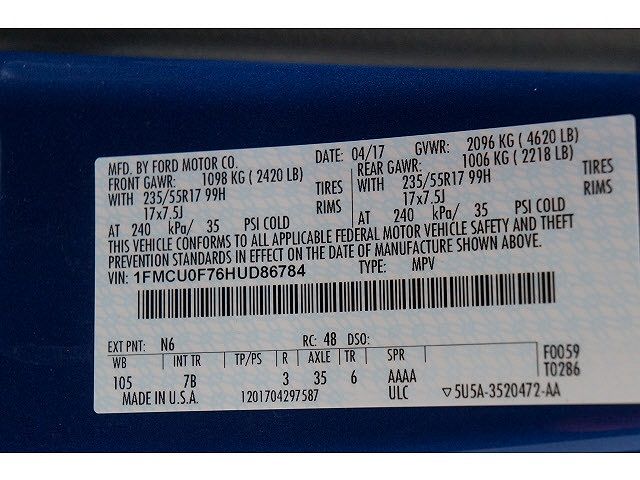 MFD. BY FORD MOTOR CO. DATE: 04/17 GVWR: 2096 KG ( 4620 LB)
FRONT GAWR: 1098 KG ( 2420 LB) REAR GAWR: 1006 KG ( 2218 LB)
WITH 235/55R17 99H TIRES WITH 235/55R17 99H TIRES
17x7.5J RIMS 17x7.5J RIMS
AT 240 kPa/ 35 PSI COLD AT 240 kPa/ 35 PSI COLD
THIS VEHICLE CONFORMS TO ALL APPLICABLE FEDERAL MOTOR VEHICLE SAFETY AND THEFT
PREVENTION STANDARDS IN EFFECT ON THE DATE OF MANUFACTURE SHOWN ABOVE.
VIN: 1FMCU0F76HUD86784 TYPE: MPV
EXT PNT: N6 RC: 48 DSO:
WB INT TR TP/PS R AXLE TR SPR F0059
105 7B 3 35 6 AAAA T0286
MADE IN U.S.A. 1201704297587 ULC ▽5U5A-3520472-AA